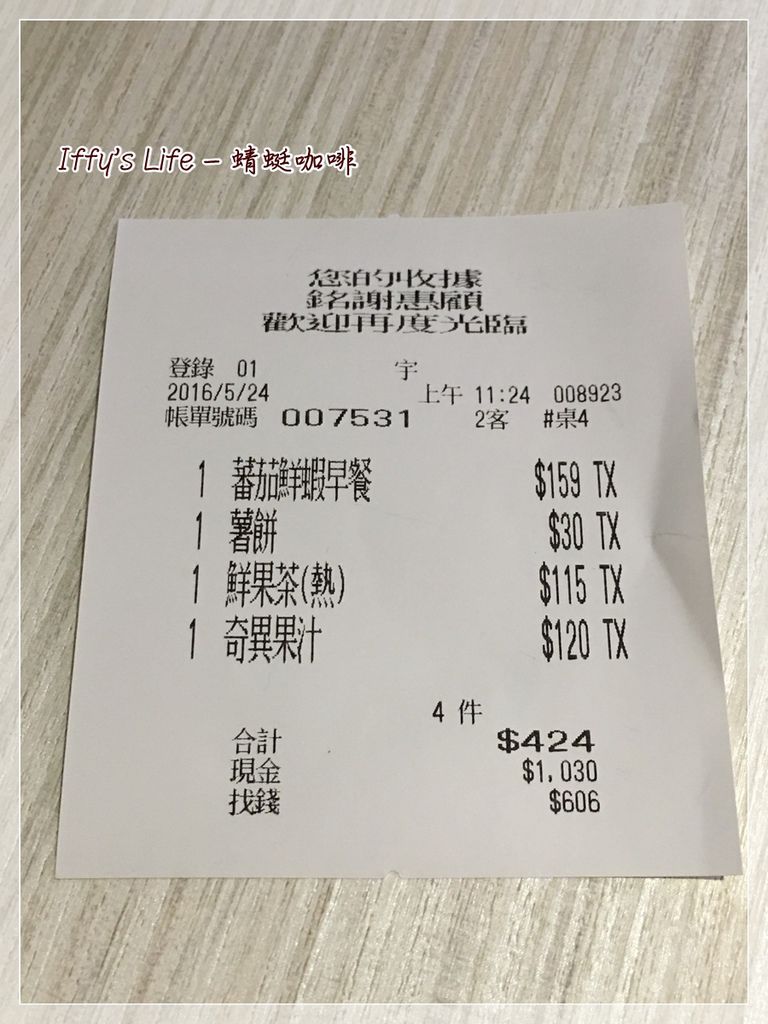 Iffy's Life - 蜻蜓咖啡
您的收據
銘謝惠顧
歡迎再度光臨
登錄 01 宇
2016/5/24 上午 11:24 008923
帳單號碼 007531 2客 #桌4
1 蕃茄鮮蝦早餐 $159 TX
1 薯餅 $30 TX
1 鮮果茶(熱) $115 TX
1 奇異果汁 $120 TX
4 件
合計 $424
現金 $1,030
找錢 $606